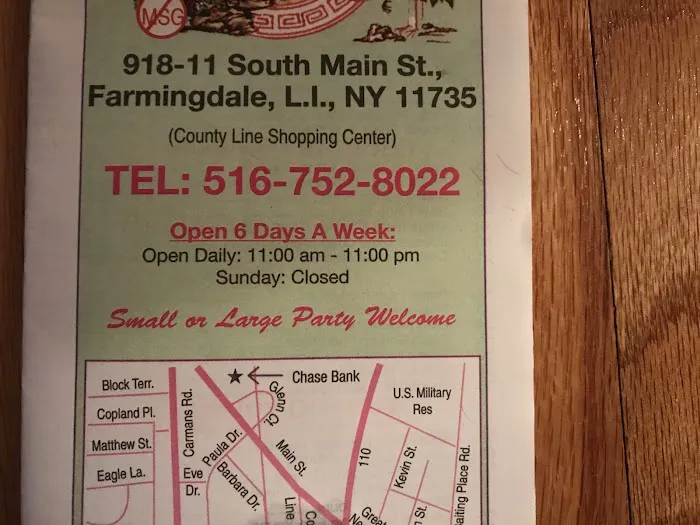 MSG
918-11 South Main St.,
Farmingdale, L.I., NY 11735
(County Line Shopping Center)
TEL: 516-752-8022
Open 6 Days A Week:
Open Daily: 11:00 am - 11:00 pm
Sunday: Closed
Small or Large Party Welcome
Chase Bank
Block Terr.
Copland Pl.
Matthew St.
Eagle La.
Carmans Rd.
Eve
Dr.
Paula Dr.
Barbara Dr.
Glenn Ct.
Main St.
Line
110
U.S. Military
Res
Kevin St.
St.
Rd.